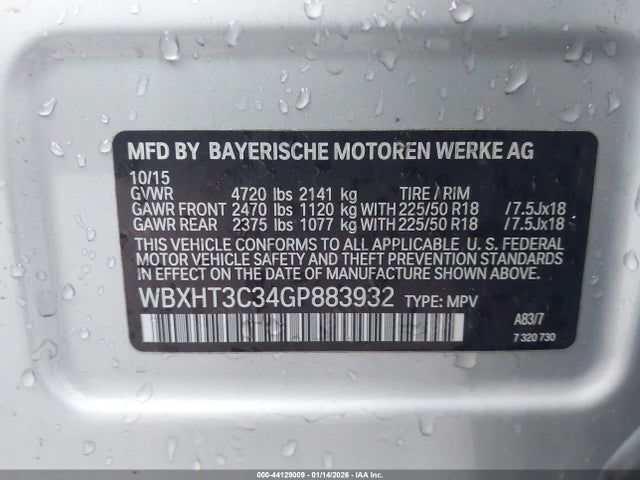 MFD BY BAYERISCHE MOTOREN WERKE AG
10/15
GVWR 4720 lbs 2141 kg TIRE / RIM
GAWR FRONT 2470 lbs 1120 kg WITH 225/50 R18 /7.5Jx18
GAWR REAR 2375 lbs 1077 kg WITH 225/50 R18 /7.5Jx18
THIS VEHICLE CONFORMS TO ALL APPLICABLE, U. S. FEDERAL
MOTOR VEHICLE SAFETY AND THEFT PREVENTION STANDARDS
IN EFFECT ON THE DATE OF MANUFACTURE SHOWN ABOVE.
WBXHT3C34GP883932 TYPE: MPV
A83/7
7 320 730
000-44129009 - 01/14/2026 - IAA Inc.